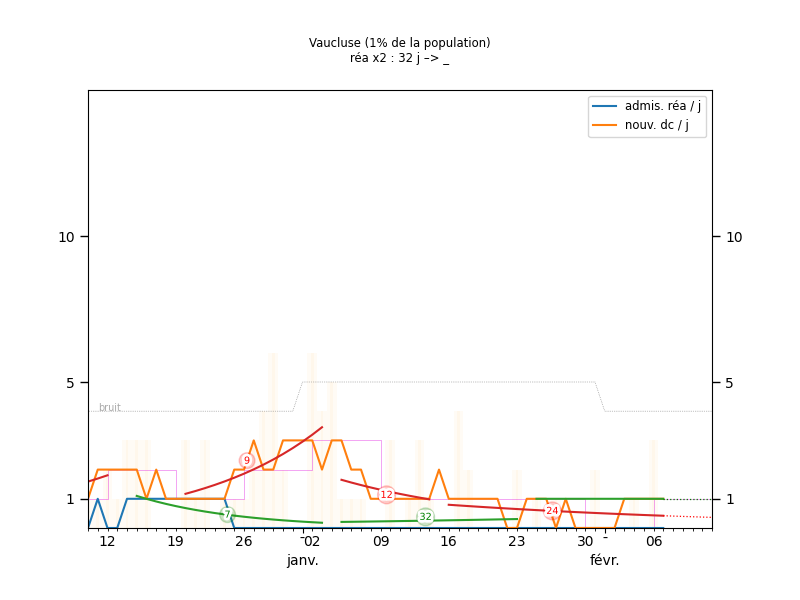 Vaucluse (1% de la population)
réa x2 : 32 j –> _
admis. réa / j
nouv. dc / j
10 10
5 5
bruit
9
12
7
32
24
1 1
12 19 26 02 09 16 23 30 06
janv. févr.